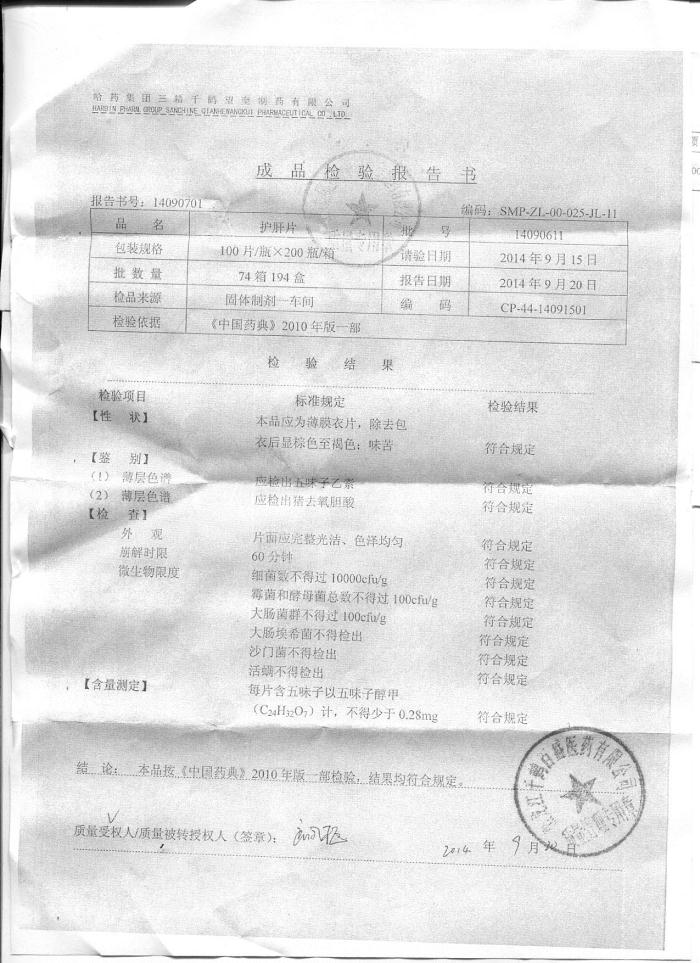 哈药集团三精千鹤望奎制药有限公司
HARBIN PHARM GROUP SANCHINE QIANHEWANGKUI PHARMACEUTICAL CO., LTD.
成品检验报告书
报告书号：14090701 编码：SMP-ZL-00-025-JL-11
品 名 护肝片 批 号 14090611
包装规格 100片/瓶×200瓶/箱 请验日期 2014年9月15日
批 数 量 74箱194盒 报告日期 2014年9月20日
检品来源 固体制剂一车间 编 码 CP-44-14091501
检验依据 《中国药典》2010年版一部
检 验 结 果
检验项目 标准规定 检验结果
【性 状】 本品应为薄膜衣片，除去包
衣后显棕色至褐色；味苦 符合规定
【鉴 别】
（1）薄层色谱 应检出五味子乙素 符合规定
（2）薄层色谱 应检出猪去氧胆酸 符合规定
【检 查】
外 观 片面应完整光洁、色泽均匀 符合规定
崩解时限 60分钟 符合规定
微生物限度 细菌数不得过10000cfu/g 符合规定
霉菌和酵母菌总数不得过100cfu/g 符合规定
大肠菌群不得过100cfu/g 符合规定
大肠埃希菌不得检出 符合规定
沙门菌不得检出 符合规定
活螨不得检出 符合规定
【含量测定】 每片含五味子以五味子醇甲
（C24H32O7）计，不得少于0.28mg 符合规定
结 论： 本品按《中国药典》2010年版一部检验，结果均符合规定。
质量受权人/质量被转授权人（签章）：
2014 年 9 月 20 日